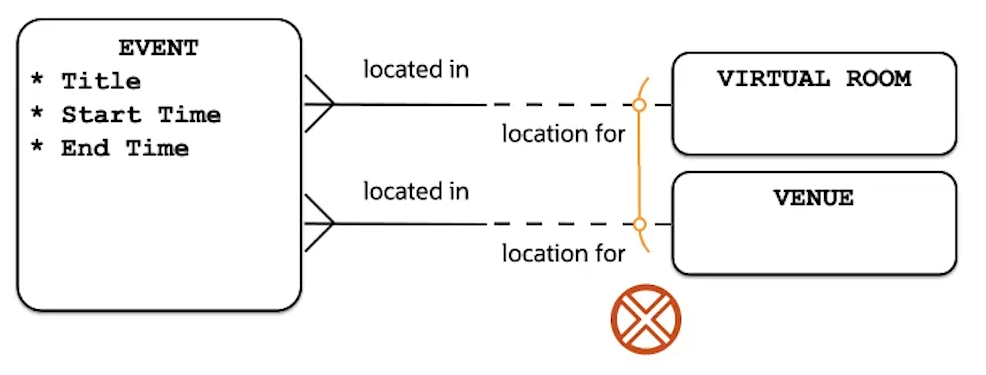 EVENT
* Title
* Start Time
* End Time
located in
location for
located in
location for
VIRTUAL ROOM
VENUE